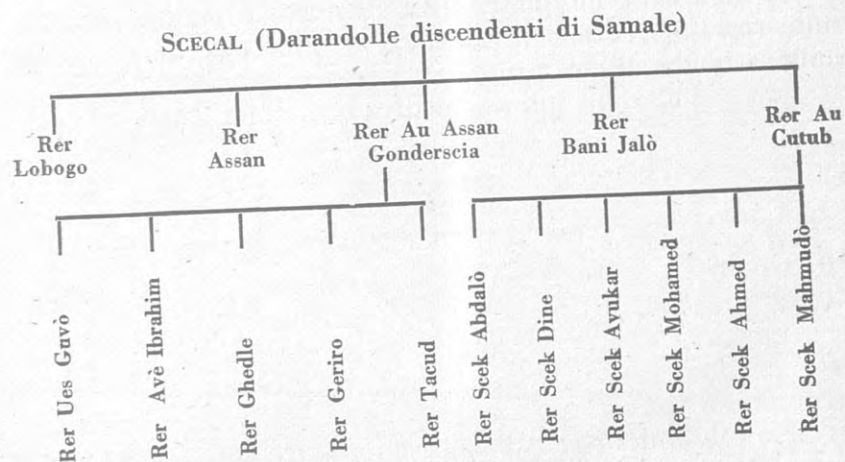 SCECAL (Darandolle discendenti di Samale)
Rer
Lobogo
Rer
Assan
Rer Au Assan
Gonderscia
Rer
Bani Jalò
Rer Au
Cutub
Rer Ues Guvò
Rer Avè Ibrahim
Rer Ghedle
Rer Geriro
Rer Tacud
Rer Scek Abdalò
Rer Scek Dine
Rer Scek Avukar
Rer Scek Mohamed
Rer Scek Ahmed
Rer Scek Mahmudò